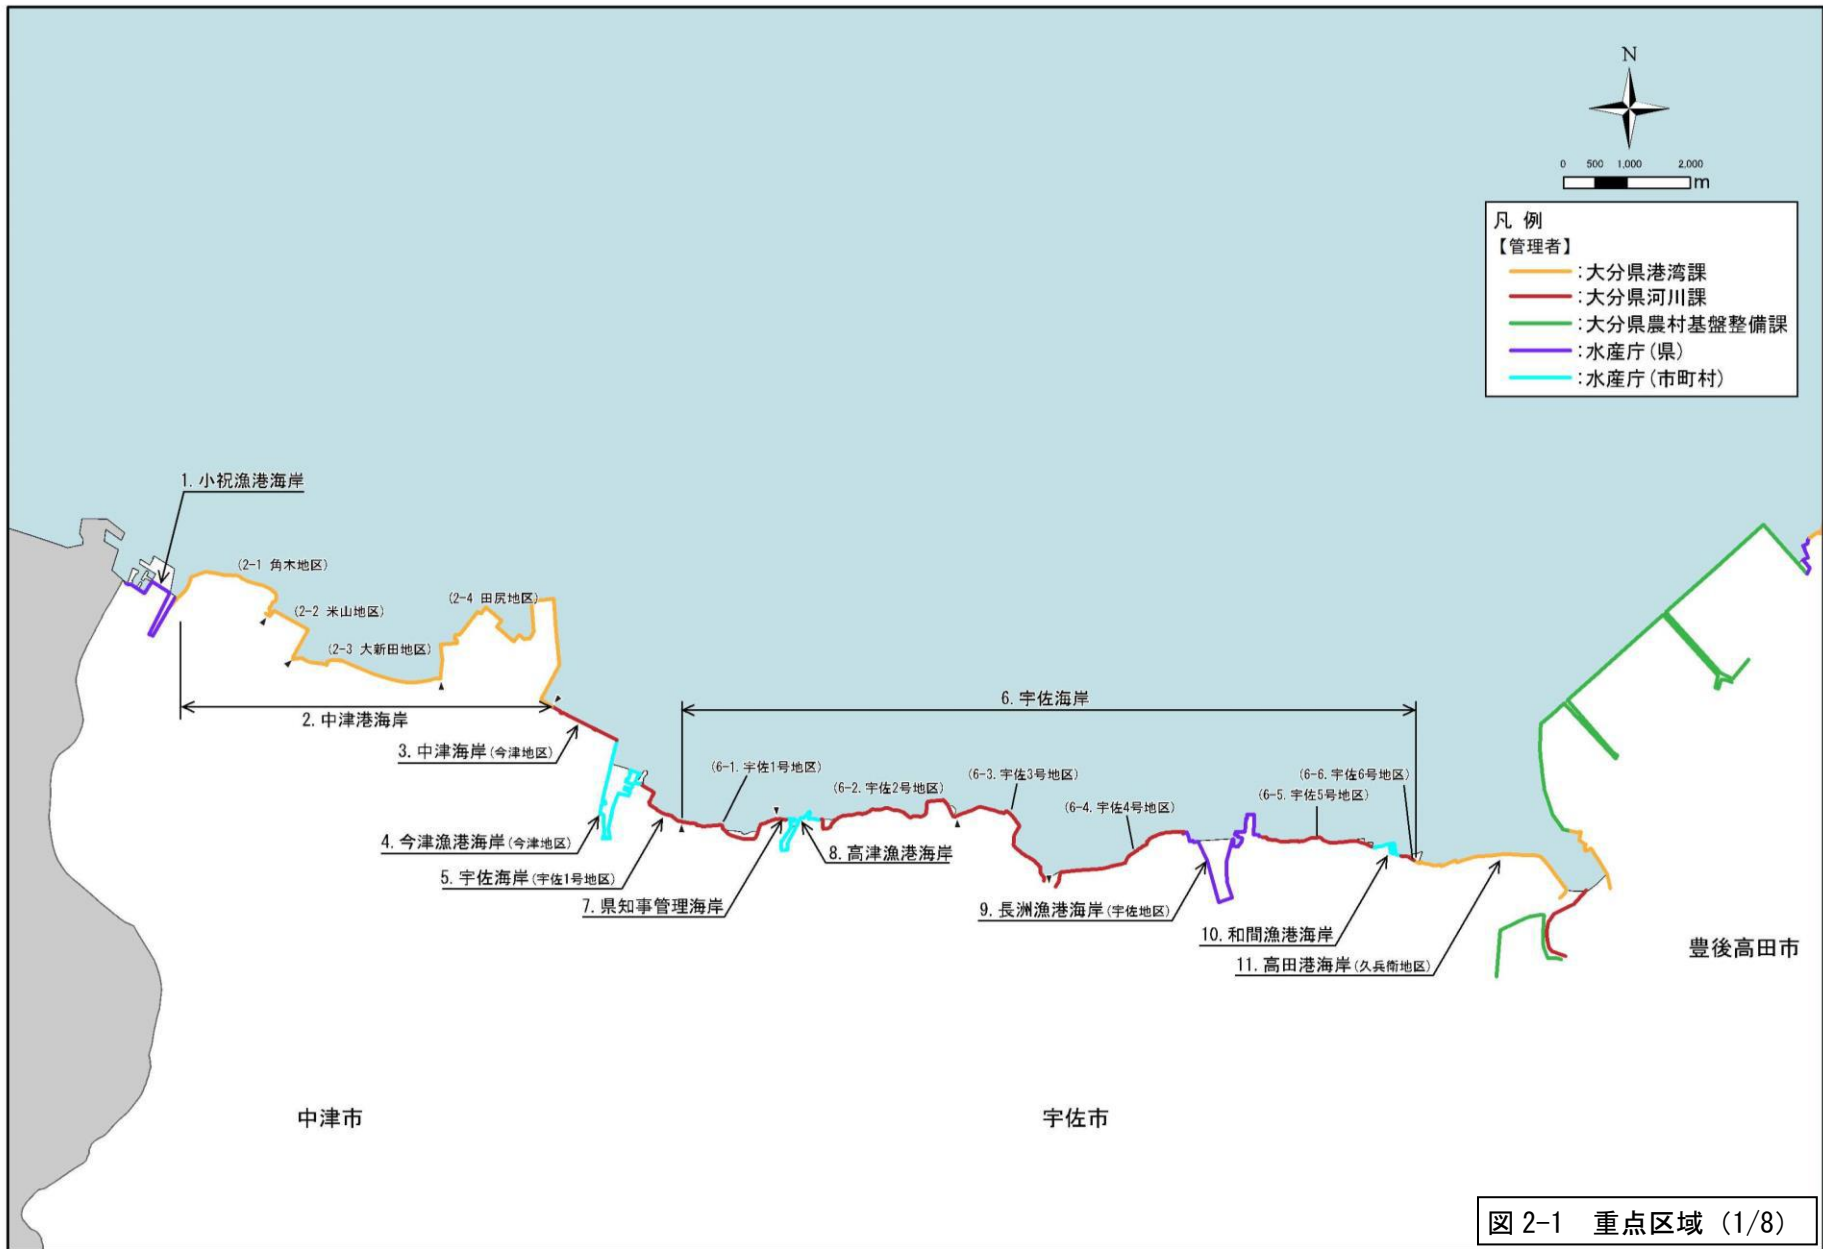 N
0 500 1,000 2,000
m
凡 例
【管理者】
:大分県港湾課
:大分県河川課
:大分県農村基盤整備課
:水産庁(県)
:水産庁(市町村)
1. 小祝漁港海岸
(2-1 角木地区)
(2-2 米山地区)
(2-3 大新田地区)
(2-4 田尻地区)
2. 中津港海岸
3. 中津海岸(今津地区)
4. 今津漁港海岸(今津地区)
5. 宇佐海岸(宇佐1号地区)
6. 宇佐海岸
(6-1. 宇佐1号地区)
(6-2. 宇佐2号地区)
(6-3. 宇佐3号地区)
(6-4. 宇佐4号地区)
(6-5. 宇佐5号地区)
(6-6. 宇佐6号地区)
7. 県知事管理海岸
8. 高津漁港海岸
9. 長洲漁港海岸(宇佐地区)
10. 和間漁港海岸
11. 高田港海岸(久兵衛地区)
豊後高田市
中津市
宇佐市
図 2-1 重点区域 (1/8)